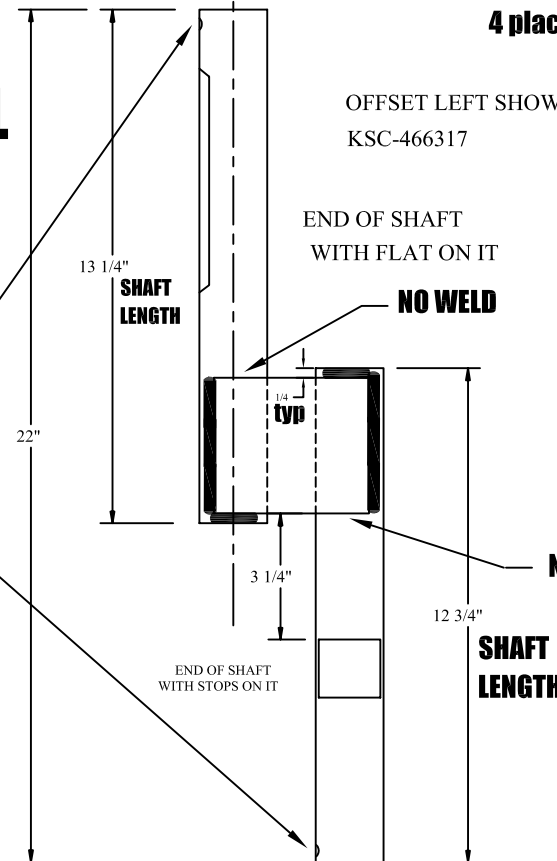 4 plac
OFFSET LEFT SHOW
KSC-466317
END OF SHAFT
WITH FLAT ON IT
13 1/4"
SHAFT
LENGTH
NO WELD
1/4
typ
22"
3 1/4"
N
12 3/4"
END OF SHAFT
WITH STOPS ON IT
SHAFT
LENGTH